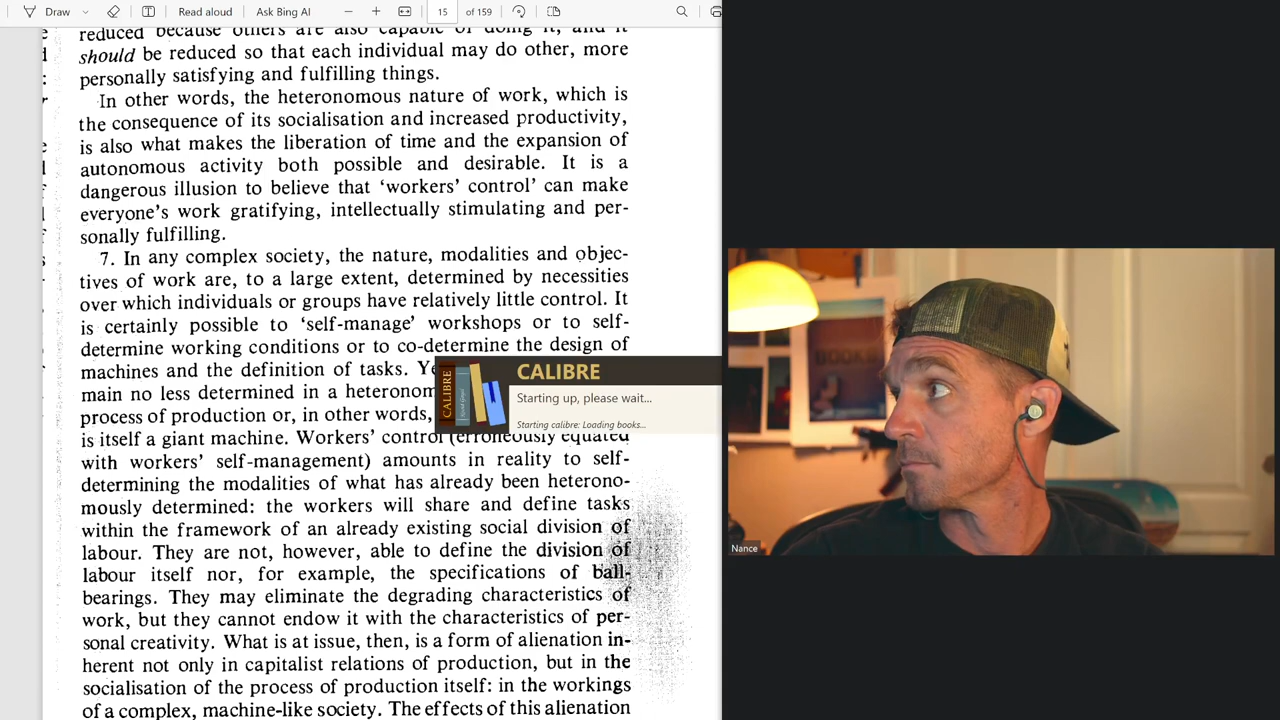 Draw
Read aloud
Ask Bing AI
15
of 159
reduced because others are also capable of doing it, and it
should be reduced so that each individual may do other, more
personally satisfying and fulfilling things.
In other words, the heteronomous nature of work, which is
the consequence of its socialisation and increased productivity,
is also what makes the liberation of time and the expansion of
autonomous activity both possible and desirable. It is a
dangerous illusion to believe that ‘workers’ control’ can make
everyone’s work gratifying, intellectually stimulating and per-
sonally fulfilling.
7. In any complex society, the nature, modalities and objec-
tives of work are, to a large extent, determined by necessities
over which individuals or groups have relatively little control. It
is certainly possible to ‘self-manage’ workshops or to self-
determine working conditions or to co-determine the design of
machines and the definition of tasks.
main no less determined in a heteronom
process of production or, in other words,
is itself a giant machine. Workers’ control (erroneously equated
with workers’ self-management) amounts in reality to self-
determining the modalities of what has already been heterono-
mously determined: the workers will share and define tasks
within the framework of an already existing social division of
labour. They are not, however, able to define the division of
labour itself nor, for example, the specifications of ball-
bearings. They may eliminate the degrading characteristics of
work, but they cannot endow it with the characteristics of per-
sonal creativity. What is at issue, then, is a form of alienation in-
herent not only in capitalist relations of production, but in the
socialisation of the process of production itself: in the workings
of a complex, machine-like society. The effects of this alienation
CALIBRE
CALIBRE
Starting up, please wait...
Starting calibre: Loading books...
BOOKS
Nance